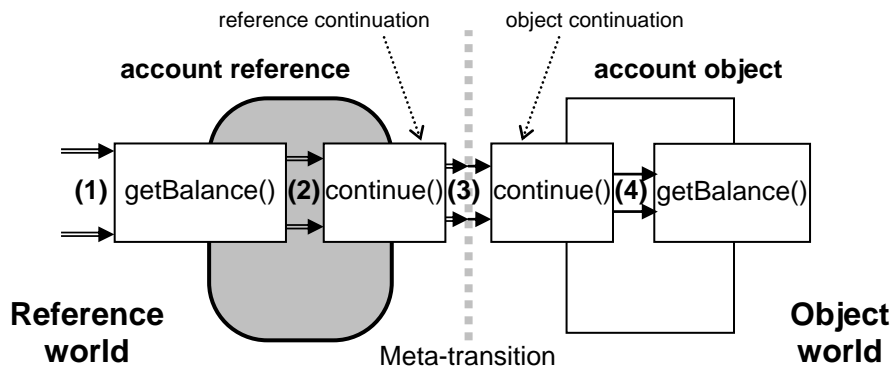 reference continuation
object continuation
account reference
account object
(1)
getBalance()
(2)
continue()
(3)
continue()
(4)
getBalance()
Reference
world
Meta-transition
Object
world